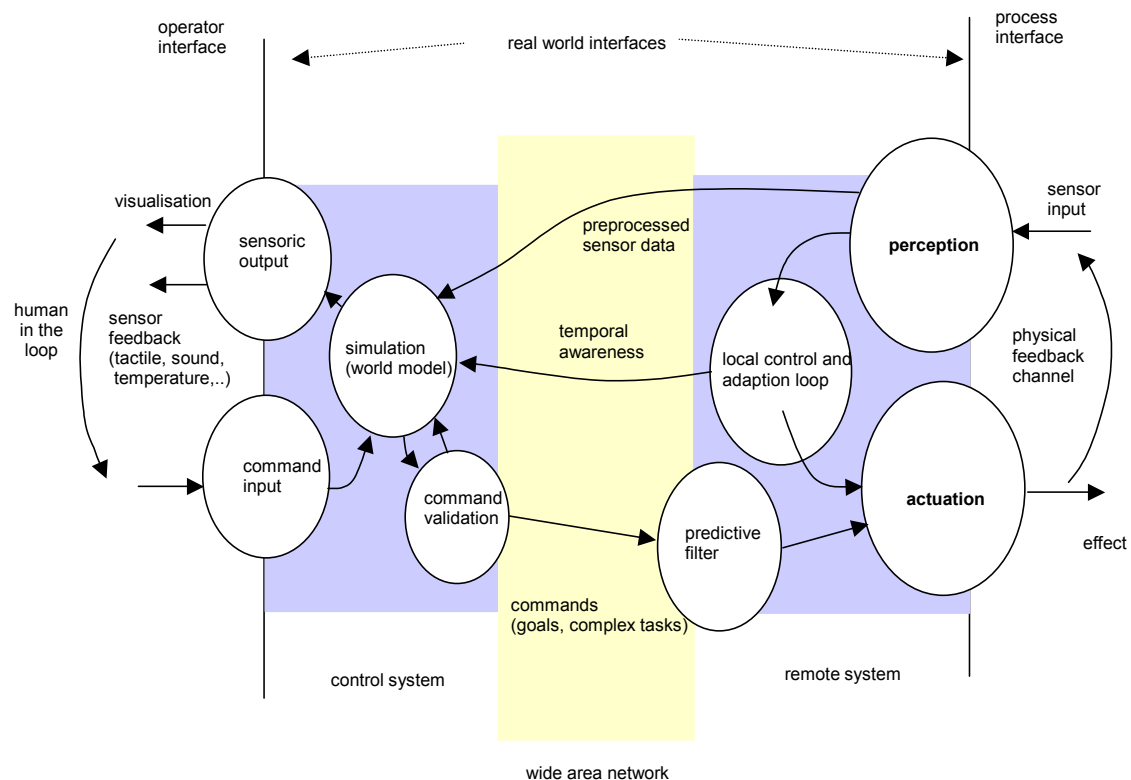 operator
interface
real world interfaces
process
interface
visualisation
sensoric
output
preprocessed
sensor data
perception
sensor
input
human
in the
loop
sensor
feedback
(tactile, sound,
temperature,..)
simulation
(world model)
temporal
awareness
local control and
adaption loop
physical
feedback
channel
command
input
command
validation
predictive
filter
actuation
effect
commands
(goals, complex tasks)
control system
remote system
wide area network